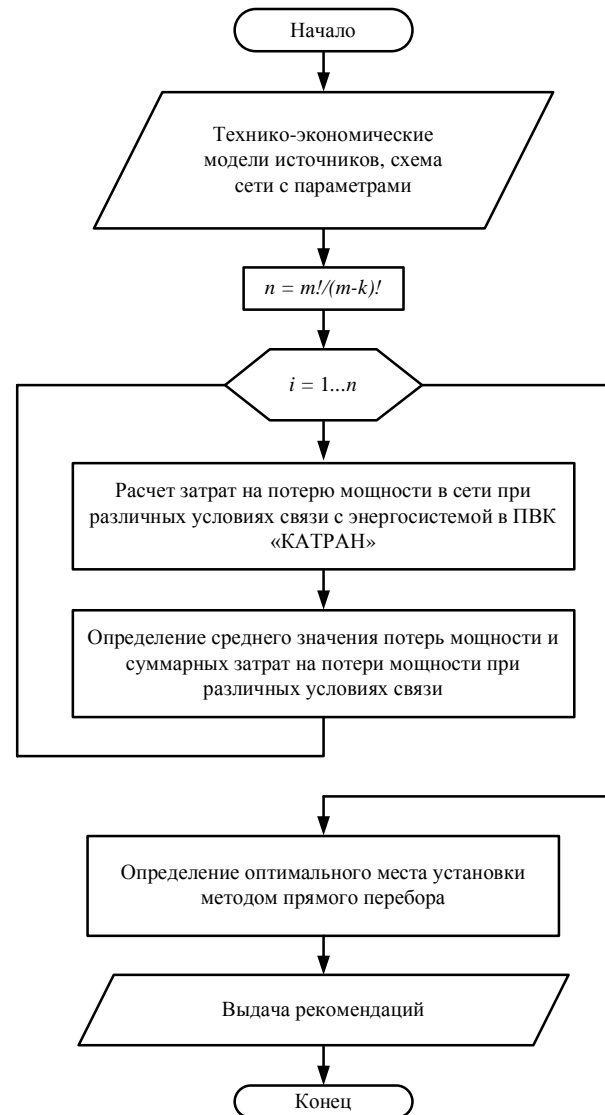 Начало
Технико-экономические
модели источников, схема
сети с параметрами
n = m!/(m-k)!
i = 1...n
Расчет затрат на потерю мощности в сети при
различных условиях связи с энергосистемой в ПВК
«КАТРАН»
Определение среднего значения потерь мощности и
суммарных затрат на потери мощности при
различных условиях связи
Определение оптимального места установки
методом прямого перебора
Выдача рекомендаций
Конец